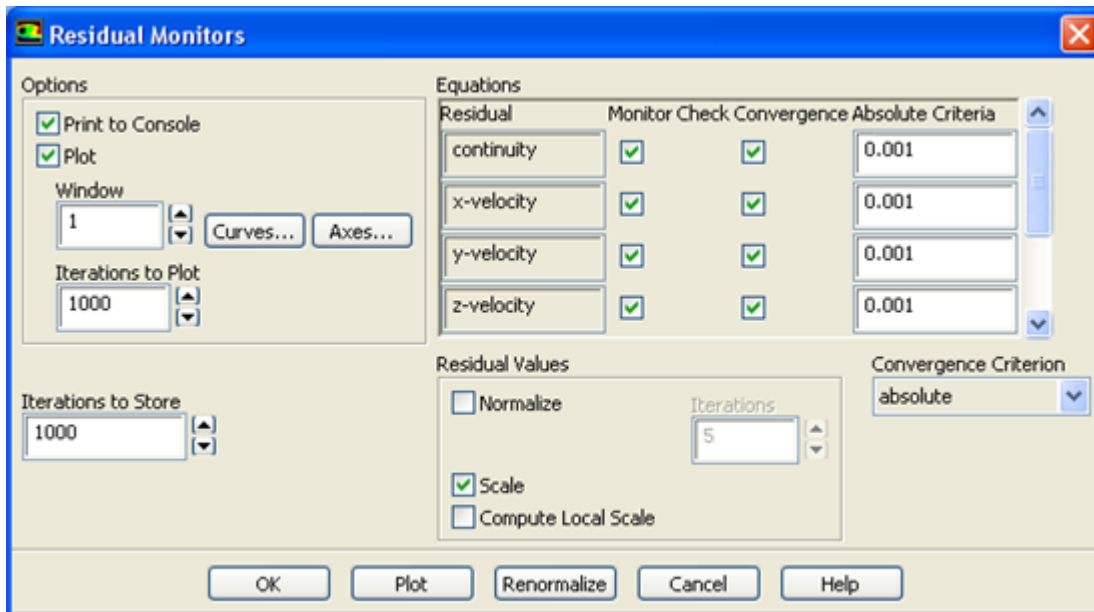 Residual Monitors
Options
Print to Console
Plot
Window
1
Curves...
Axes...
Iterations to Plot
1000
Iterations to Store
1000
Equations
Residual Monitor Check Convergence Absolute Criteria
continuity 0.001
x-velocity 0.001
y-velocity 0.001
z-velocity 0.001
Residual Values
Normalize
Iterations
5
Scale
Compute Local Scale
Convergence Criterion
absolute
OK Plot Renormalize Cancel Help